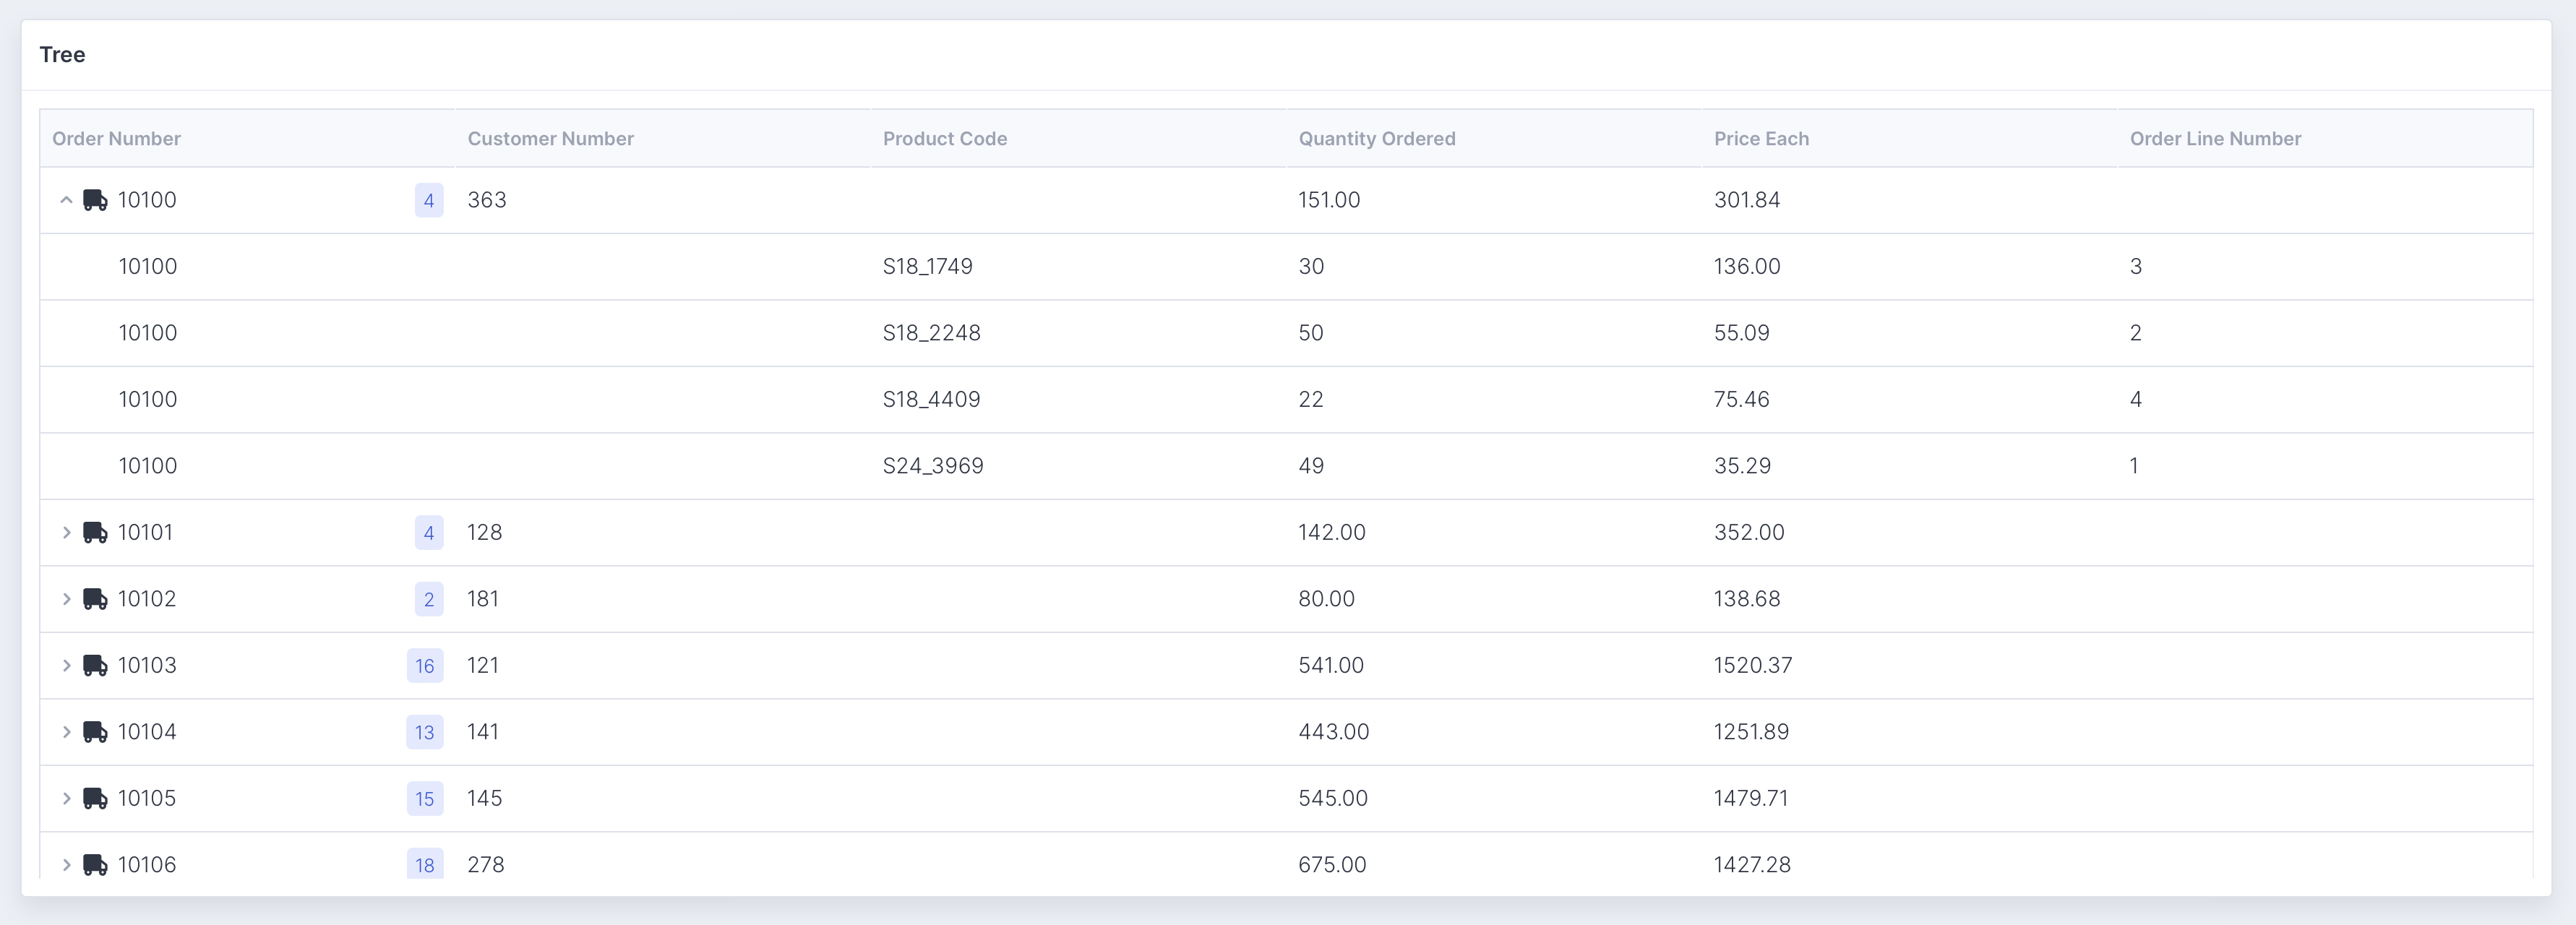 Tree
Order Number Customer Number Product Code Quantity Ordered Price Each Order Line Number
10100 4 363 151.00 301.84
10100 S18_1749 30 136.00 3
10100 S18_2248 50 55.09 2
10100 S18_4409 22 75.46 4
10100 S24_3969 49 35.29 1
10101 4 128 142.00 352.00
10102 2 181 80.00 138.68
10103 16 121 541.00 1520.37
10104 13 141 443.00 1251.89
10105 15 145 545.00 1479.71
10106 18 278 675.00 1427.28